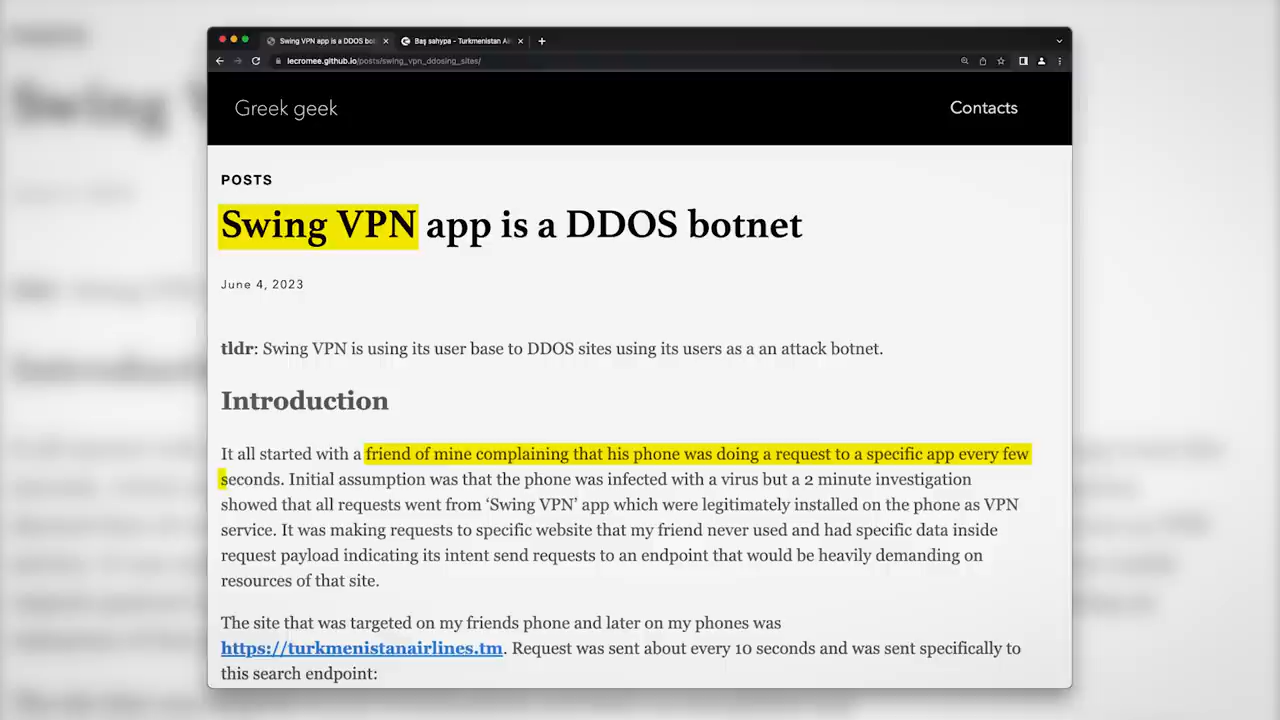 Swing VPN app is a DDOS bot
Baş sahypa - Turkmenistan Ai
lecromee.github.io/posts/swing_vpn_ddosing_sites/
Greek geek
Contacts
POSTS
Swing VPN app is a DDOS botnet
June 4, 2023
tldr: Swing VPN is using its user base to DDOS sites using its users as a an attack botnet.
Introduction
It all started with a friend of mine complaining that his phone was doing a request to a specific app every few
seconds. Initial assumption was that the phone was infected with a virus but a 2 minute investigation
showed that all requests went from ‘Swing VPN’ app which were legitimately installed on the phone as VPN
service. It was making requests to specific website that my friend never used and had specific data inside
request payload indicating its intent send requests to an endpoint that would be heavily demanding on
resources of that site.
The site that was targeted on my friends phone and later on my phones was
https://turkmenistanairlines.tm. Request was sent about every 10 seconds and was sent specifically to
this search endpoint: